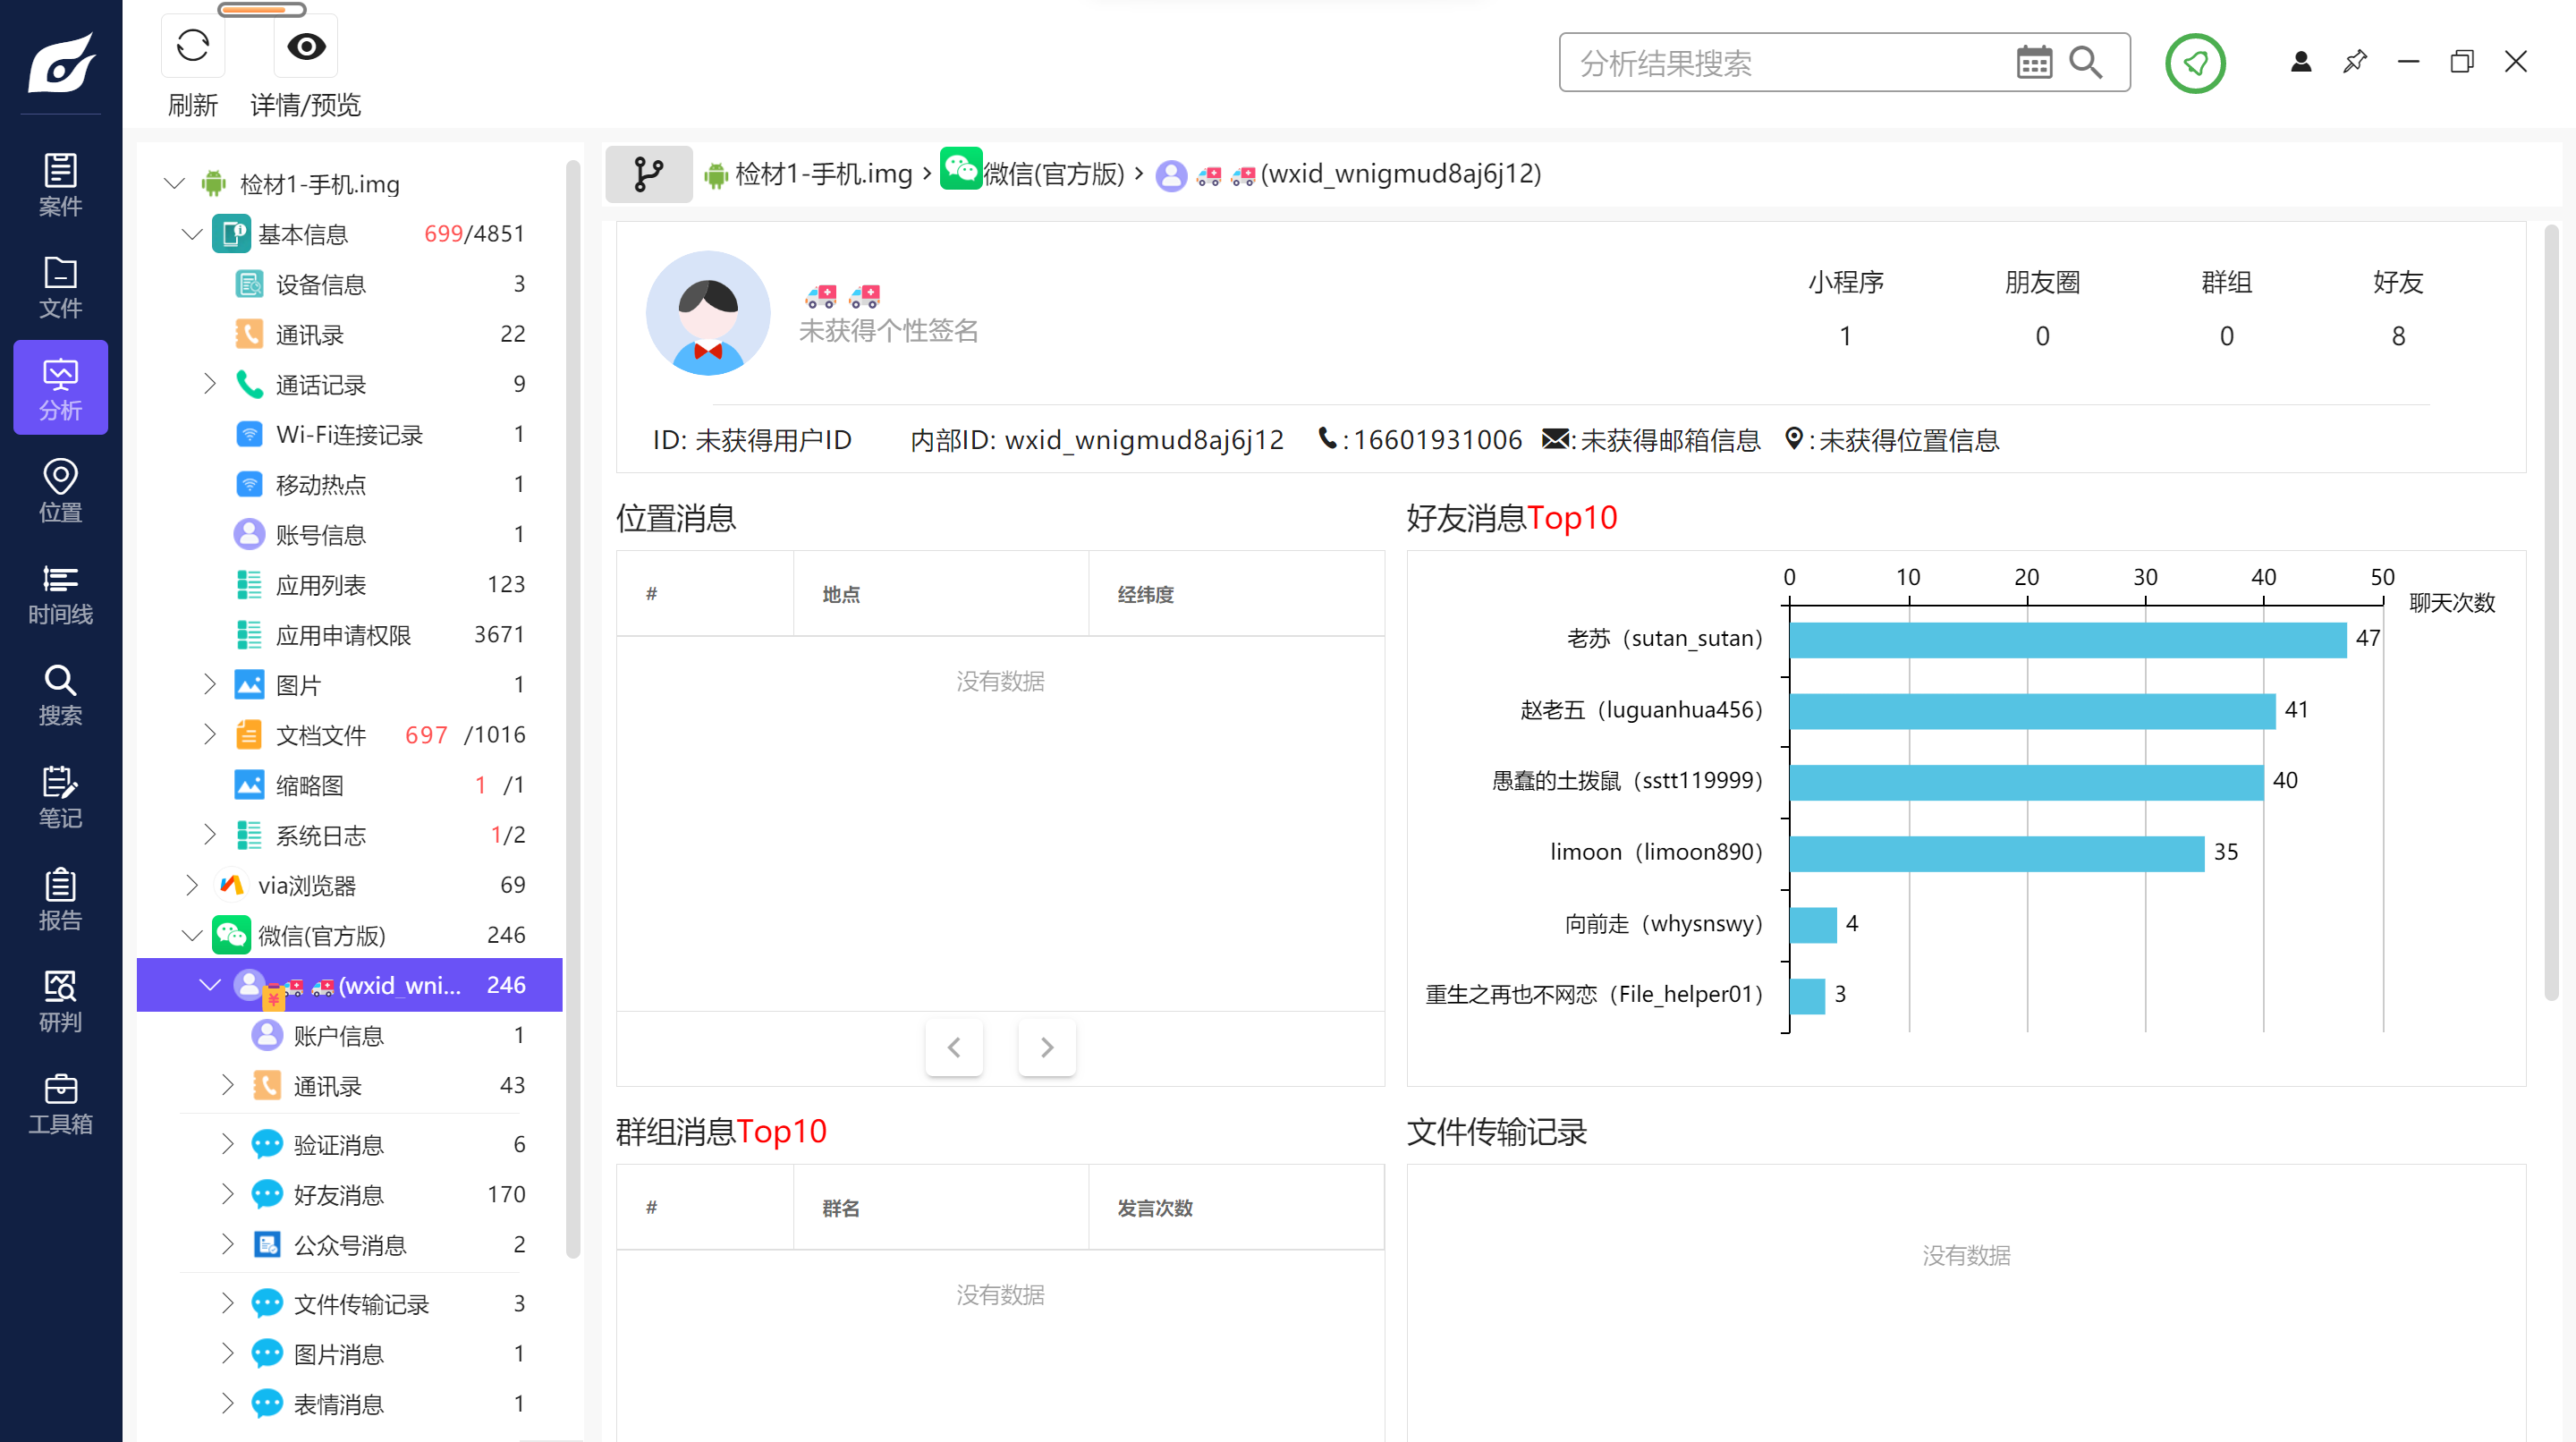 刷新
详情/预览
分析结果搜索
案件
文件
分析
位置
时间线
搜索
笔记
报告
研判
工具箱
检材1-手机.img
基本信息 699/4851
设备信息 3
通讯录 22
通话记录 9
Wi-Fi连接记录 1
移动热点 1
账号信息 1
应用列表 123
应用申请权限 3671
图片 1
文档文件 697 /1016
缩略图 1 /1
系统日志 1/2
via浏览器 69
微信(官方版) 246
(wxid_wni... 246
账户信息 1
通讯录 43
验证消息 6
好友消息 170
公众号消息 2
文件传输记录 3
图片消息 1
表情消息 1
检材1-手机.img › 微信(官方版) › 🚑 🚑(wxid_wnigmud8aj6j12)
🚑 🚑
未获得个性签名
小程序 朋友圈 群组 好友
1 0 0 8
ID: 未获得用户ID 内部ID: wxid_wnigmud8aj6j12 :16601931006 :未获得邮箱信息 :未获得位置信息
位置消息
# 地点 经纬度
没有数据
好友消息Top10
0 10 20 30 40 50
聊天次数
老苏（sutan_sutan） 47
赵老五（luguanhua456） 41
愚蠢的土拨鼠（sstt119999） 40
limoon（limoon890） 35
向前走（whysnswy） 4
重生之再也不网恋（File_helper01） 3
群组消息Top10
# 群名 发言次数
没有数据
文件传输记录
没有数据